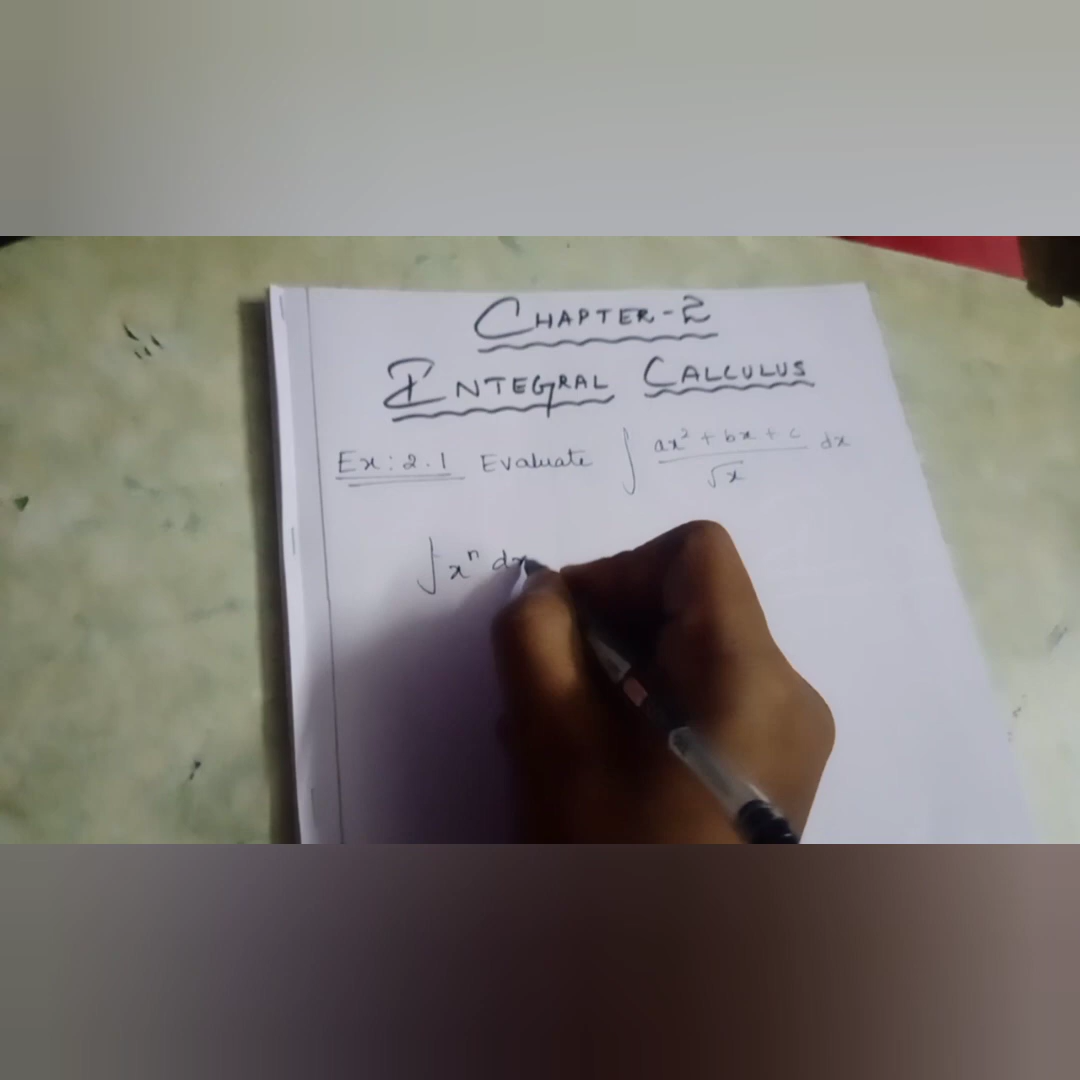 CHAPTER-2
INTEGRAL CALCULUS
Ex: 2.1 Evaluate ∫ (ax² + bx + c)/√x dx
∫ xⁿ dx